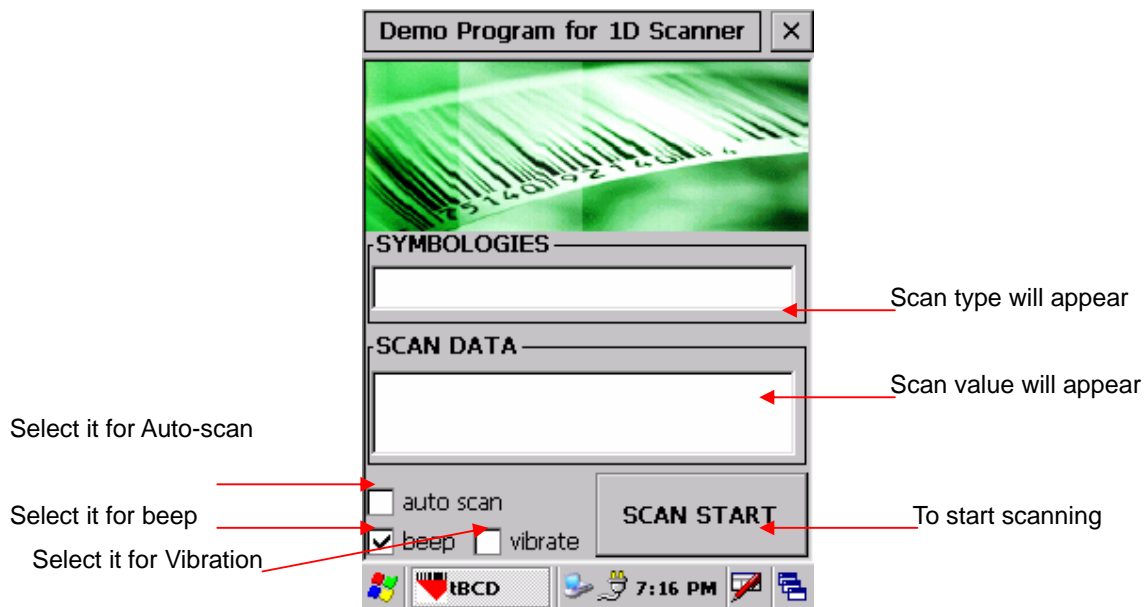 Demo Program for 1D Scanner
7514092140 4
SYMBOLOGIES
Scan type will appear
SCAN DATA
Scan value will appear
Select it for Auto-scan
auto scan
SCAN START
To start scanning
Select it for beep
beep
vibrate
Select it for Vibration
tBCD
7:16 PM